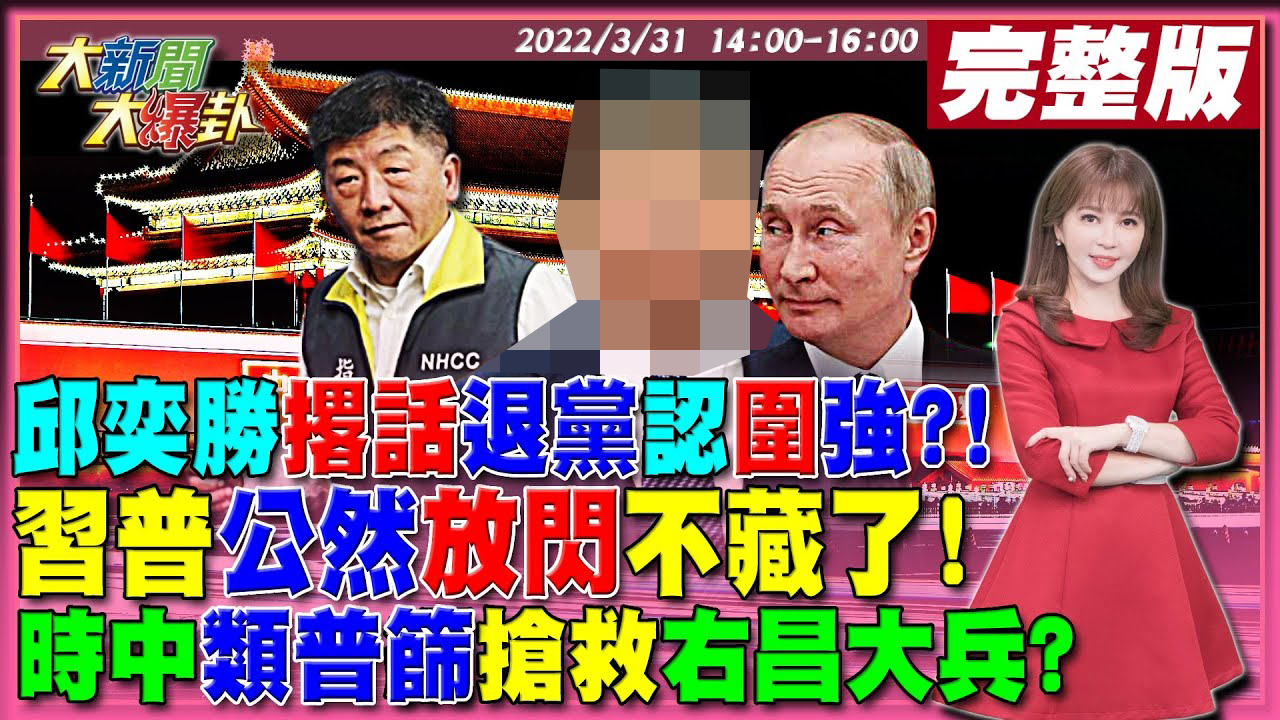 大新聞
大爆卦
2022/3/31 14:00-16:00
完整版
指
NHCC
邱奕勝撂話退黨認圍強?!
習普公然放閃不藏了!
時中類普篩搶救右昌大兵?